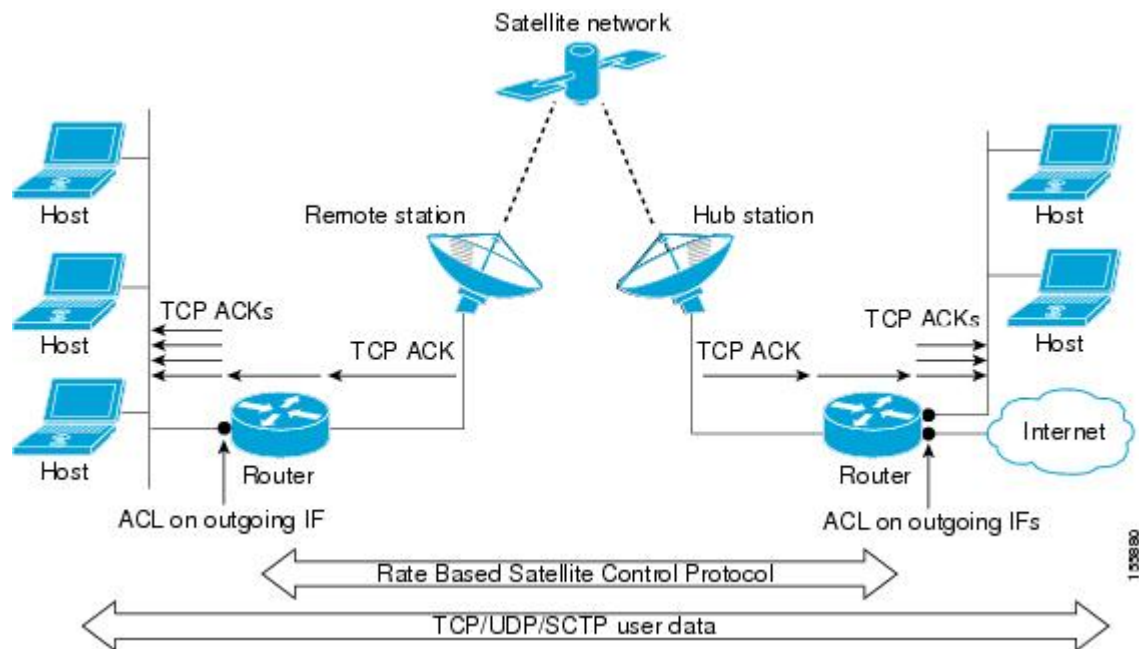 Satellite network
Host
Host
Remote station
Hub station
Host
Host
TCP ACKs
TCP ACK
TCP ACKs
TCP ACK
Host
Router
Router
Internet
ACL on outgoing IF
ACL on outgoing IFs
Rate Based Satellite Control Protocol
TCP/UDP/SCTP user data
155880